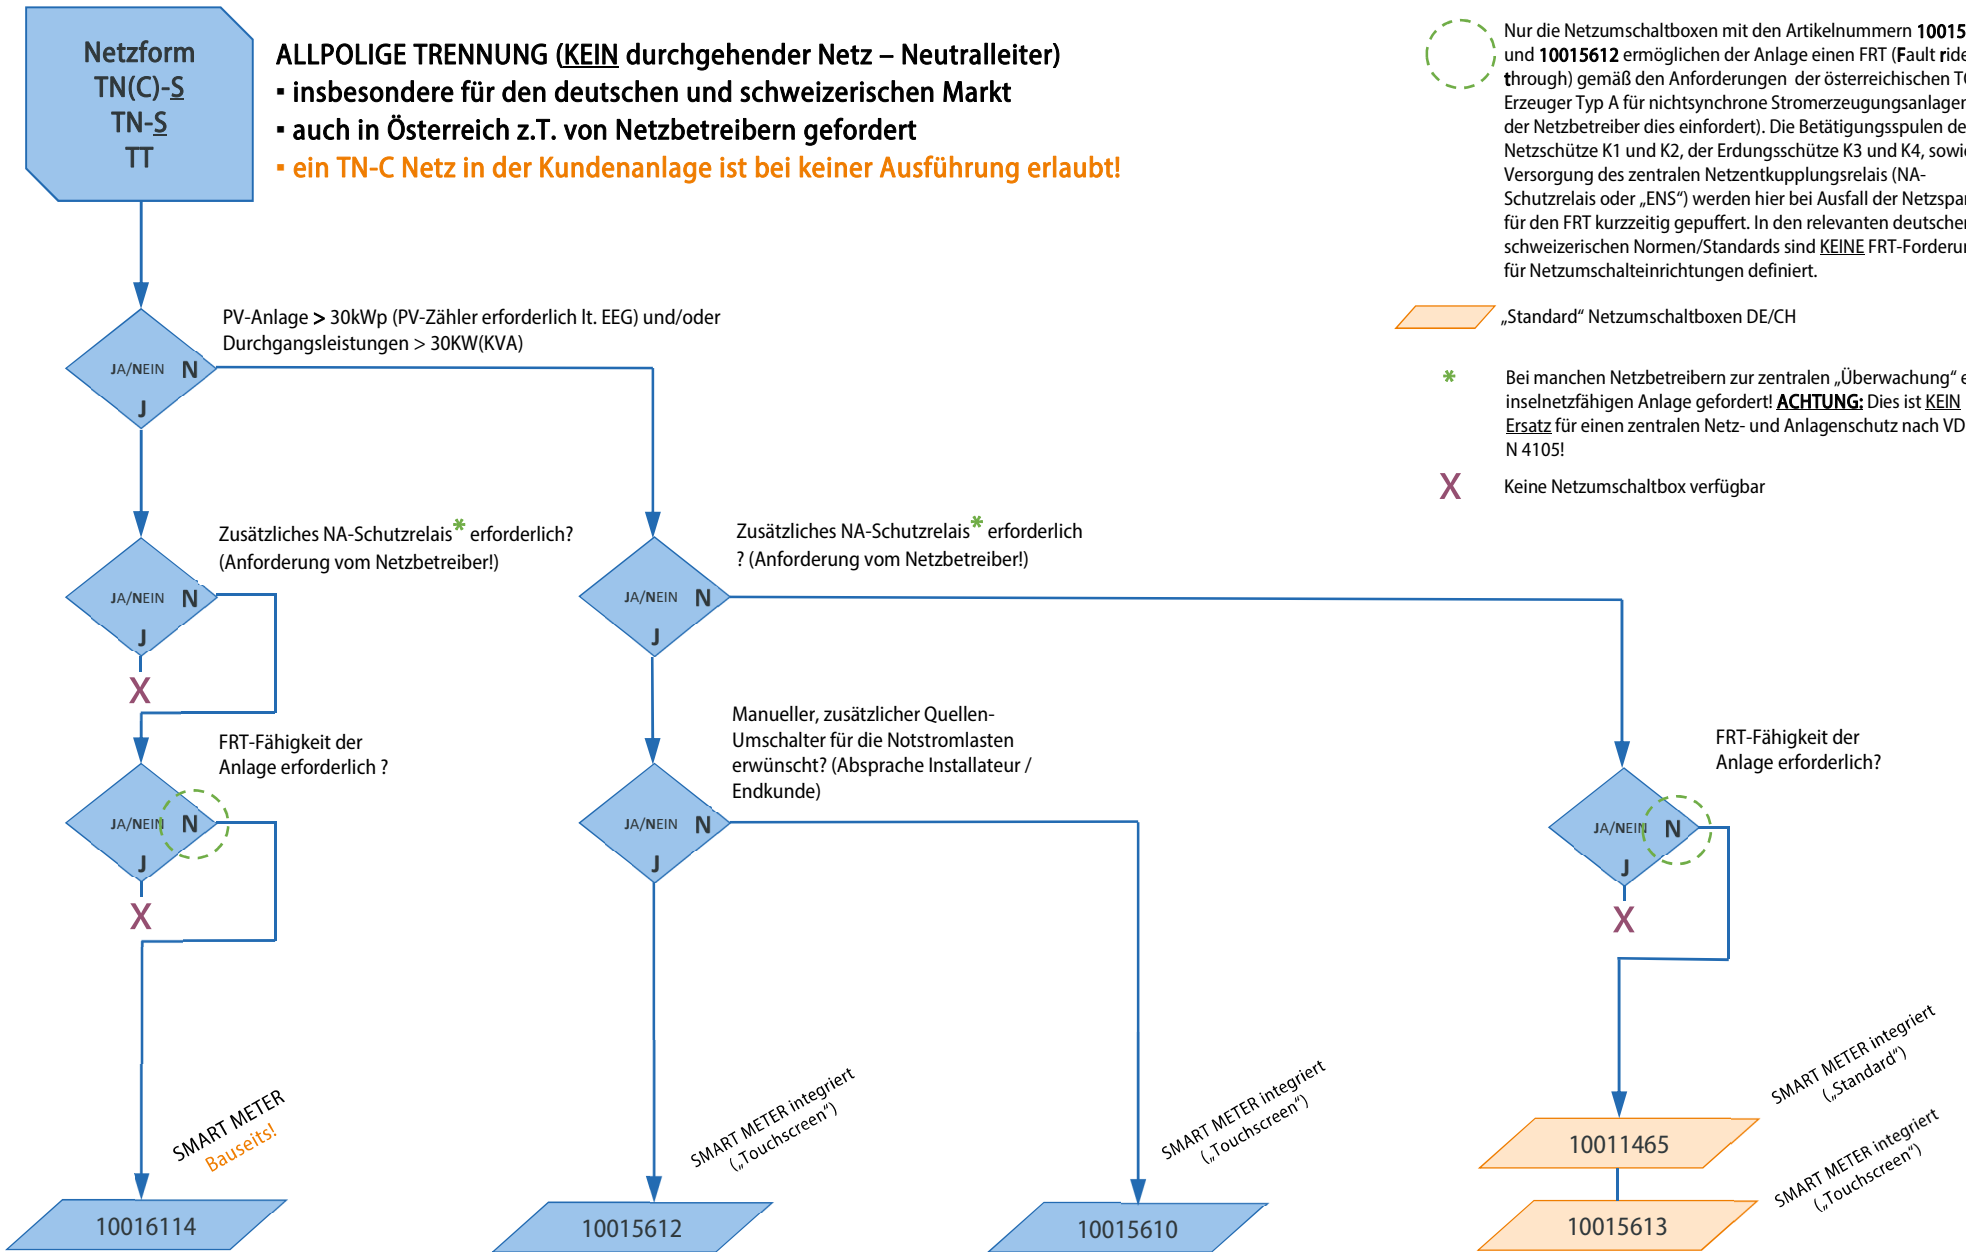 Netzform
TN(C)-S
TN-S
TT
ALLPOLIGE TRENNUNG (KEIN durchgehender Netz – Neutralleiter)
▪ insbesondere für den deutschen und schweizerischen Markt
▪ auch in Österreich z.T. von Netzbetreibern gefordert
▪ ein TN-C Netz in der Kundenanlage ist bei keiner Ausführung erlaubt!
Nur die Netzumschaltboxen mit den Artikelnummern 10015
und 10015612 ermöglichen der Anlage einen FRT (Fault ride
through) gemäß den Anforderungen der österreichischen TO
Erzeuger Typ A für nichtsynchrone Stromerzeugungsanlagen
der Netzbetreiber dies einfordert). Die Betätigungsspulen de
Netzschütze K1 und K2, der Erdungsschütze K3 und K4, sowie
Versorgung des zentralen Netzentkupplungsrelais (NA-
Schutzrelais oder „ENS“) werden hier bei Ausfall der Netzspan
für den FRT kurzzeitig gepuffert. In den relevanten deutschen
schweizerischen Normen/Standards sind KEINE FRT-Forderun
für Netzumschalteinrichtungen definiert.
„Standard“ Netzumschaltboxen DE/CH
* Bei manchen Netzbetreibern zur zentralen „Überwachung“ e
inselnetzfähigen Anlage gefordert! ACHTUNG: Dies ist KEIN
Ersatz für einen zentralen Netz- und Anlagenschutz nach VD
N 4105!
X Keine Netzumschaltbox verfügbar
PV-Anlage > 30kWp (PV-Zähler erforderlich lt. EEG) und/oder
Durchgangsleistungen > 30KW(KVA)
JA/NEIN N
J
Zusätzliches NA-Schutzrelais* erforderlich?
(Anforderung vom Netzbetreiber!)
JA/NEIN N
J
X
Zusätzliches NA-Schutzrelais* erforderlich
? (Anforderung vom Netzbetreiber!)
JA/NEIN N
J
FRT-Fähigkeit der
Anlage erforderlich ?
JA/NEIN N
J
X
Manueller, zusätzlicher Quellen-
Umschalter für die Notstromlasten
erwünscht? (Absprache Installateur /
Endkunde)
JA/NEIN N
J
FRT-Fähigkeit der
Anlage erforderlich?
JA/NEIN N
J
X
SMART METER
Bauseits!
10016114
SMART METER integriert
(„Touchscreen“)
10015612
SMART METER integriert
(„Touchscreen“)
10015610
SMART METER integriert
(„Standard“)
10011465
SMART METER integriert
(„Touchscreen“)
10015613